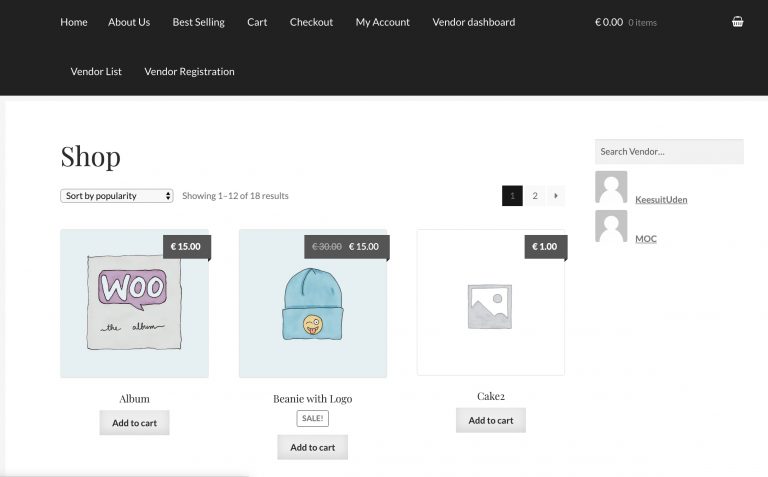 Home About Us Best Selling Cart Checkout My Account Vendor dashboard € 0.00 0 items
Vendor List Vendor Registration
Shop
Search Vendor...
Sort by popularity Showing 1–12 of 18 results 1 2
KeesuitUden
MOC
€ 15.00 € 30.00 € 15.00 € 1.00
WOO
the album
Album Beanie with Logo Cake2
Add to cart SALE! Add to cart
Add to cart